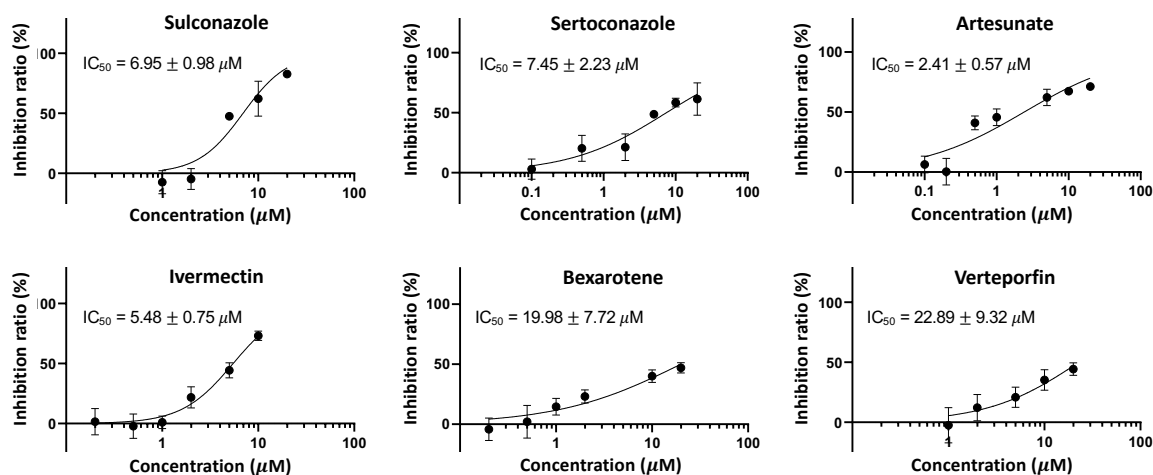 Sulconazole
Inhibition ratio (%)
100
50
0
IC50 = 6.95 ± 0.98 μM
1
10
100
Concentration (μM)
Sertoconazole
Inhibition ratio (%)
100
50
0
IC50 = 7.45 ± 2.23 μM
0.1
1
10
100
Concentration (μM)
Artesunate
Inhibition ratio (%)
100
50
0
IC50 = 2.41 ± 0.57 μM
0.1
1
10
100
Concentration (μM)
Ivermectin
Inhibition ratio (%)
100
50
0
IC50 = 5.48 ± 0.75 μM
1
10
100
Concentration (μM)
Bexarotene
Inhibition ratio (%)
100
50
0
IC50 = 19.98 ± 7.72 μM
1
10
100
Concentration (μM)
Verteporfin
Inhibition ratio (%)
100
50
0
IC50 = 22.89 ± 9.32 μM
1
10
100
Concentration (μM)